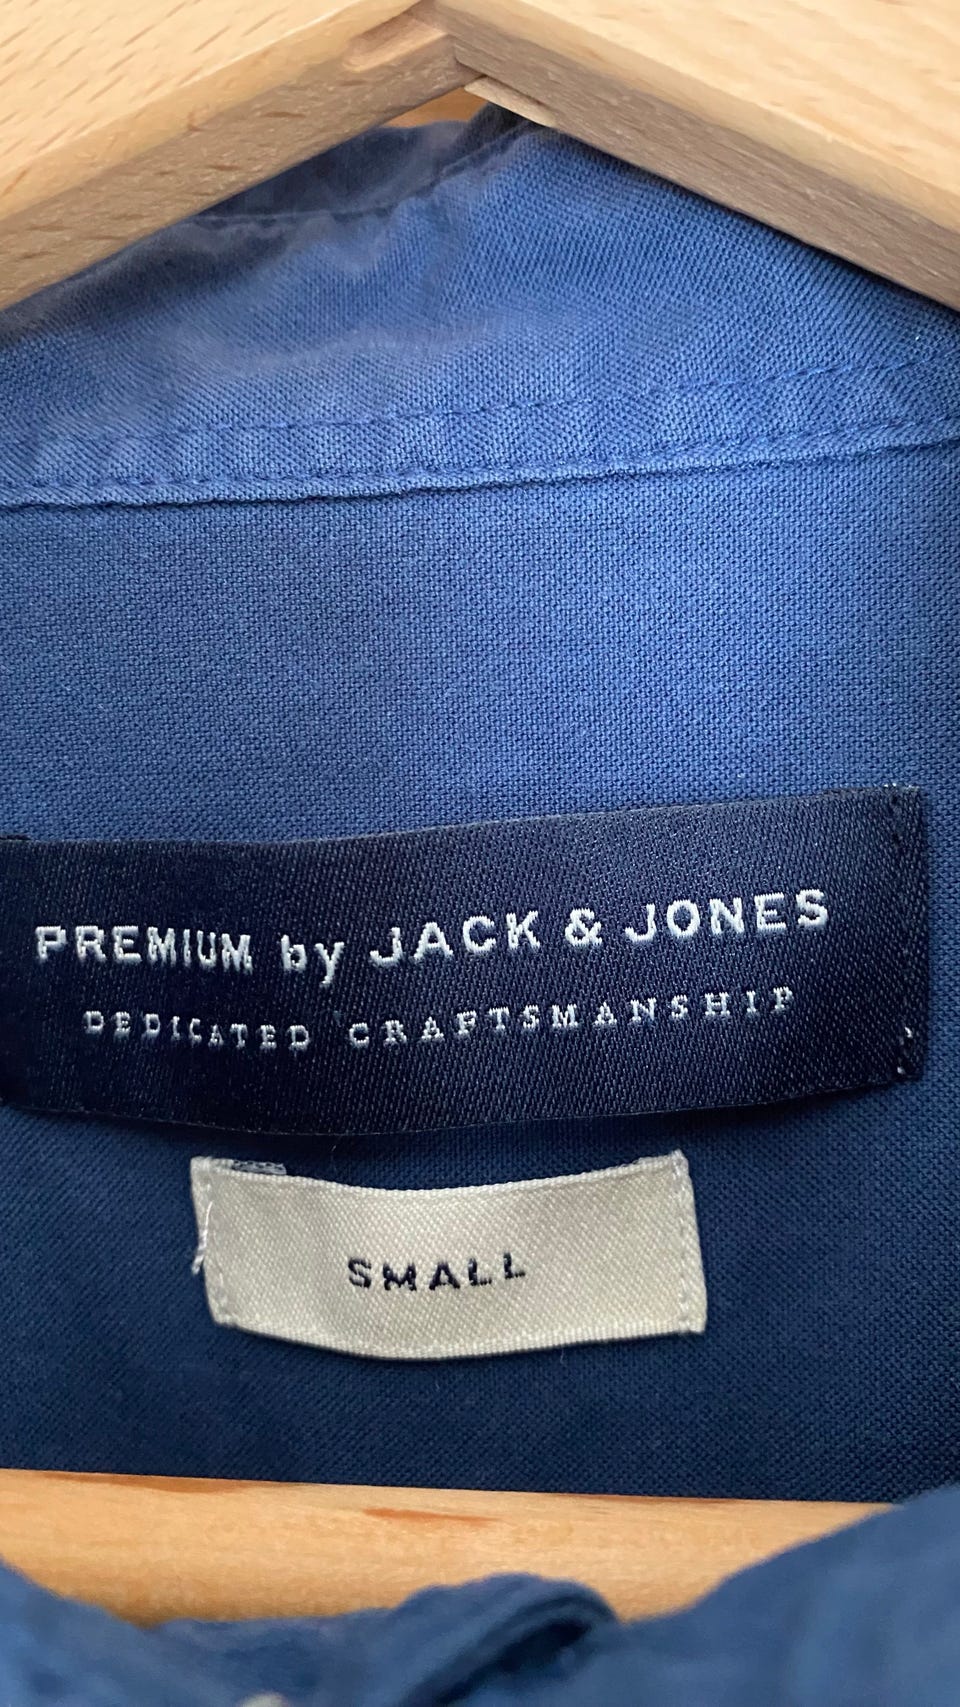 PREMIUM by JACK & JONES
DEDICATED CRAFTSMANSHIP
SMALL